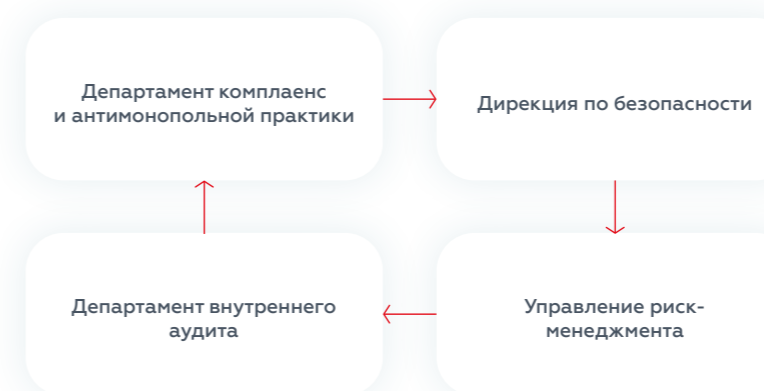 Департамент комплаенс
и антимонопольной практики
Дирекция по безопасности
Департамент внутреннего
аудита
Управление риск-
менеджмента